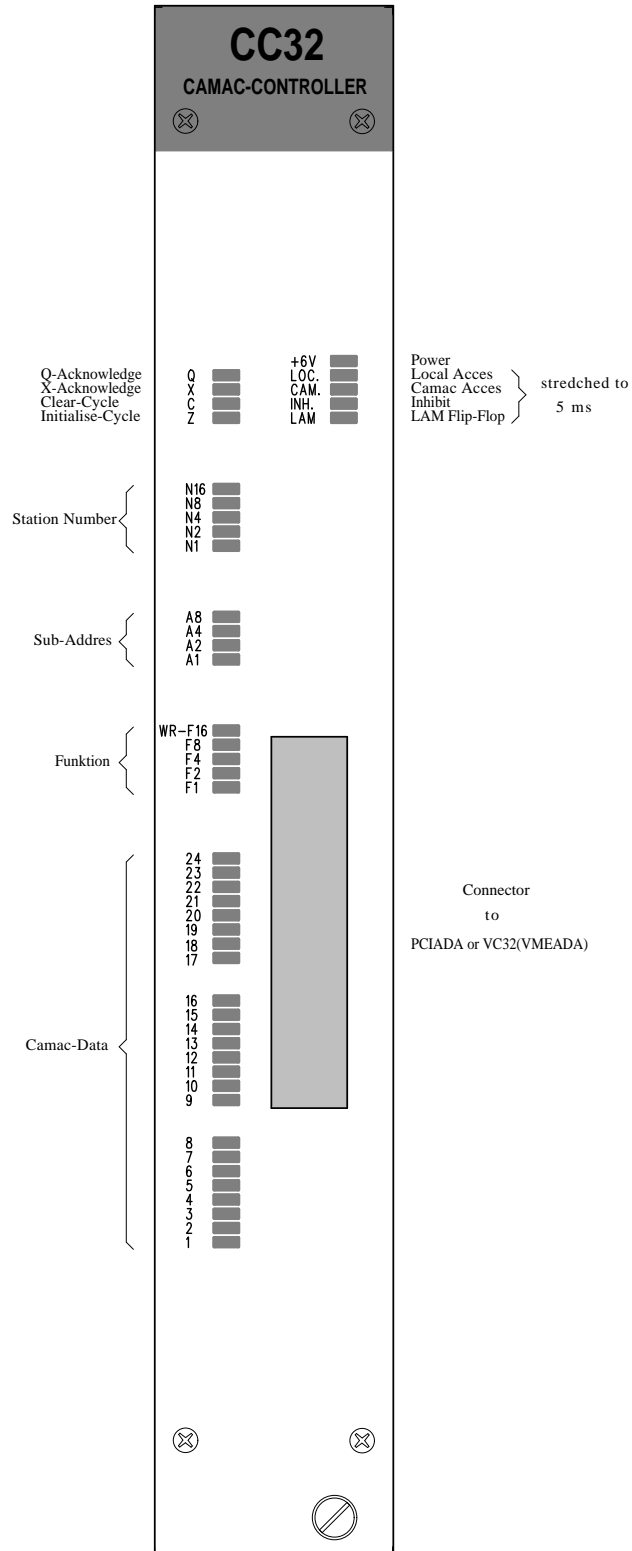 CC32
CAMAC-CONTROLLER
+6V Power
Q-Acknowledge Q LOC. Local Acces
X-Acknowledge X CAM. Camac Acces
Clear-Cycle C INH. Inhibit
Initialise-Cycle Z LAM LAM Flip-Flop
stredched to
5 ms
Station Number
N16
N8
N4
N2
N1
Sub-Addres
A8
A4
A2
A1
Funktion
WR-F16
F8
F4
F2
F1
Camac-Data
24
23
22
21
20
19
18
17
16
15
14
13
12
11
10
9
8
7
6
5
4
3
2
1
Connector
to
PCIADA or VC32(VMEADA)